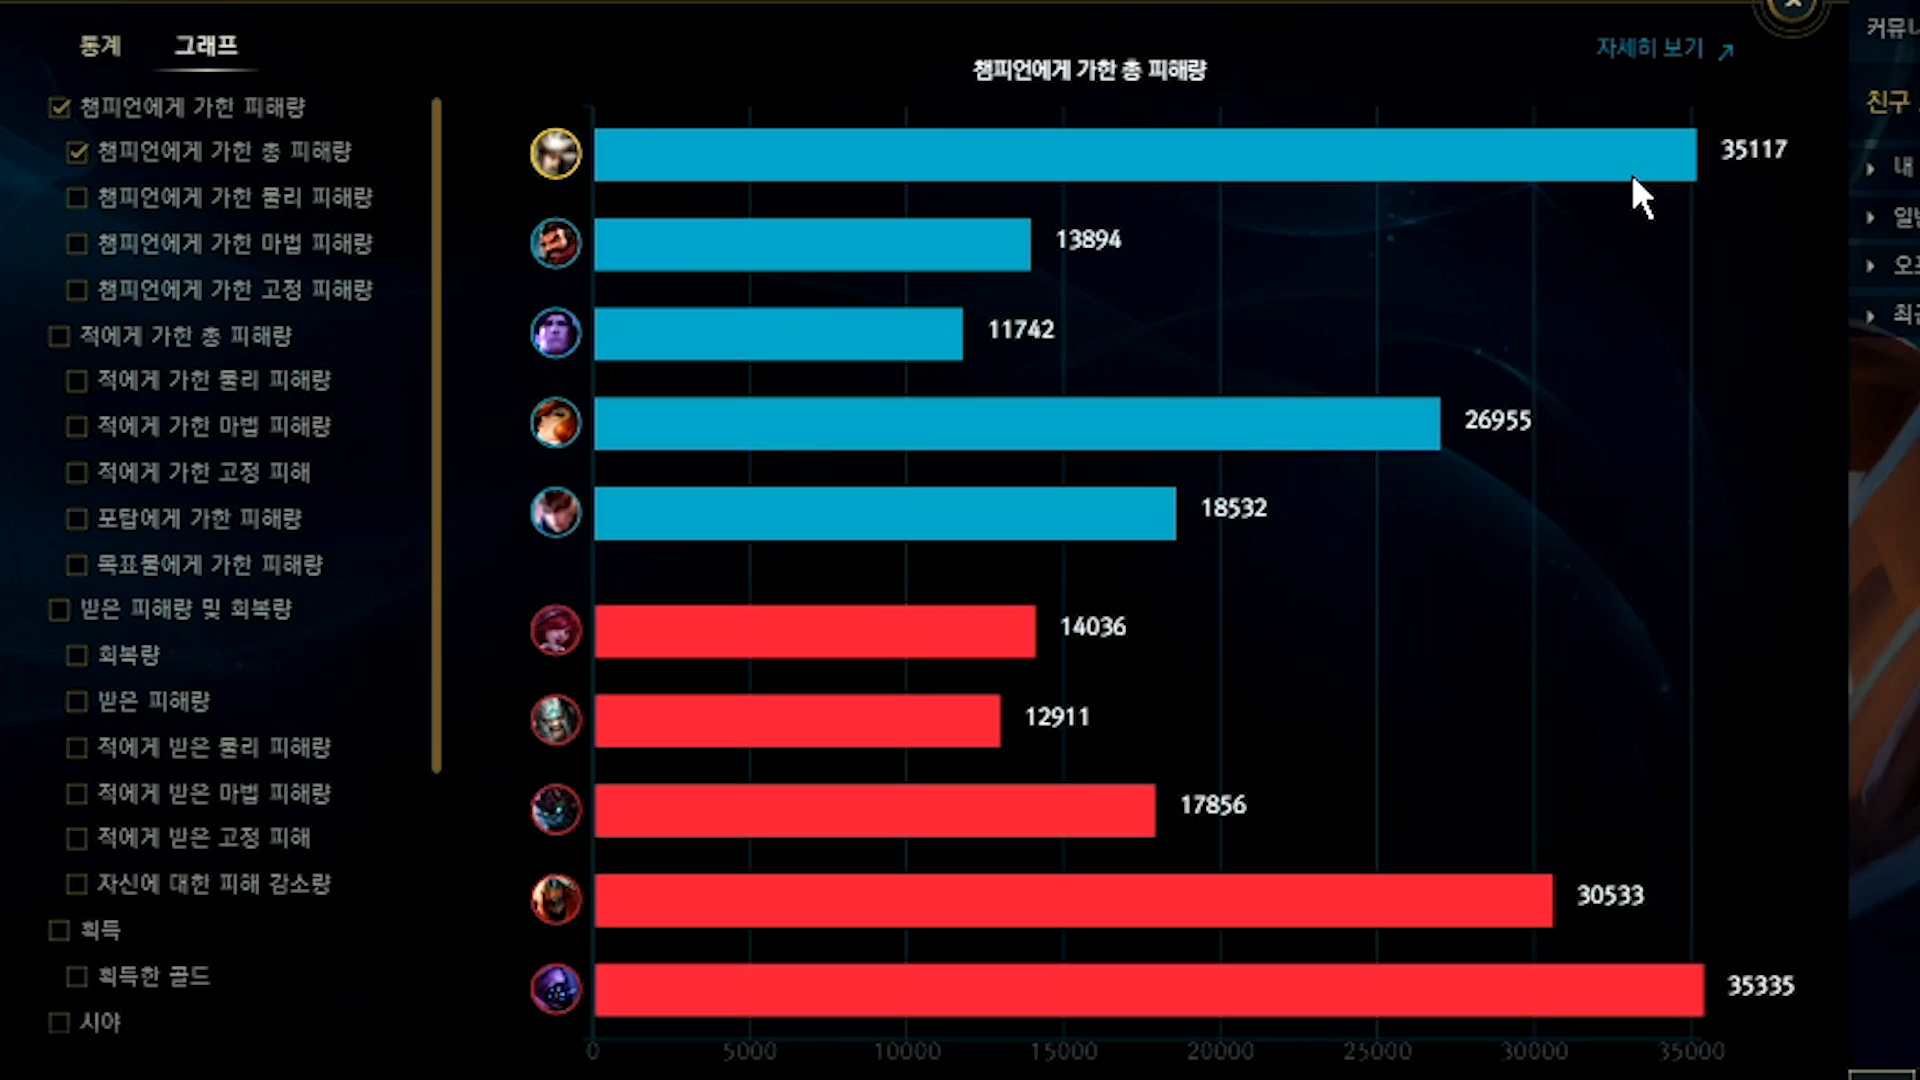 통계
그래프
자세히 보기
챔피언에게 가한 총 피해량
챔피언에게 가한 피해량
챔피언에게 가한 총 피해량
챔피언에게 가한 물리 피해량
챔피언에게 가한 마법 피해량
챔피언에게 가한 고정 피해량
적에게 가한 총 피해량
적에게 가한 물리 피해량
적에게 가한 마법 피해량
적에게 가한 고정 피해
포탑에게 가한 피해량
목표물에게 가한 피해량
받은 피해량 및 회복량
회복량
받은 피해량
적에게 받은 물리 피해량
적에게 받은 마법 피해량
적에게 받은 고정 피해
자신에 대한 피해 감소량
획득
획득한 골드
시야
35117
13894
11742
26955
18532
14036
12911
17856
30533
35335
0 5000 10000 15000 20000 25000 30000 35000
친구
내